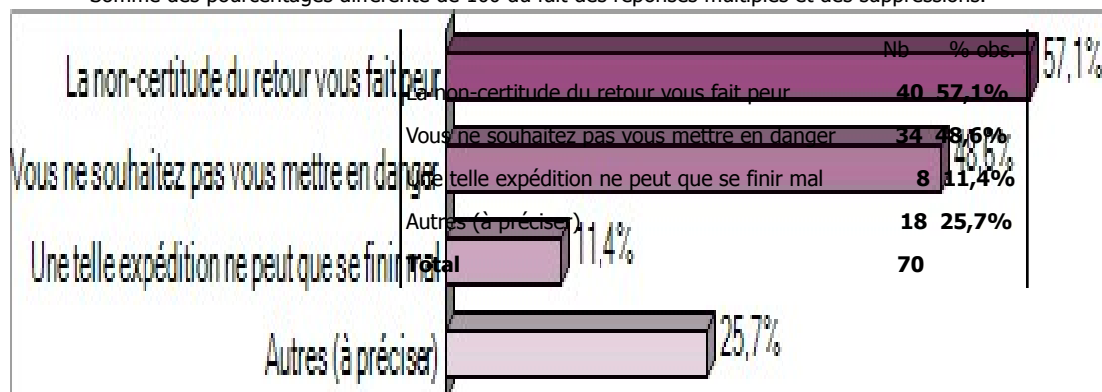 Somme des pourcentages différente de 100 du fait des réponses multiples et des suppressions.
Nb % obs.
La non-certitude du retour vous fait peur 40 57,1%
Vous ne souhaitez pas vous mettre en danger 34 48,6%
Une telle expédition ne peut que se finir mal 8 11,4%
Autres (à préciser) 18 25,7%
Total 70
La non-certitude du retour vous fait peur 57,1%
Vous ne souhaitez pas vous mettre en danger 48,6%
Une telle expédition ne peut que se finir mal 11,4%
Autres (à préciser) 25,7%